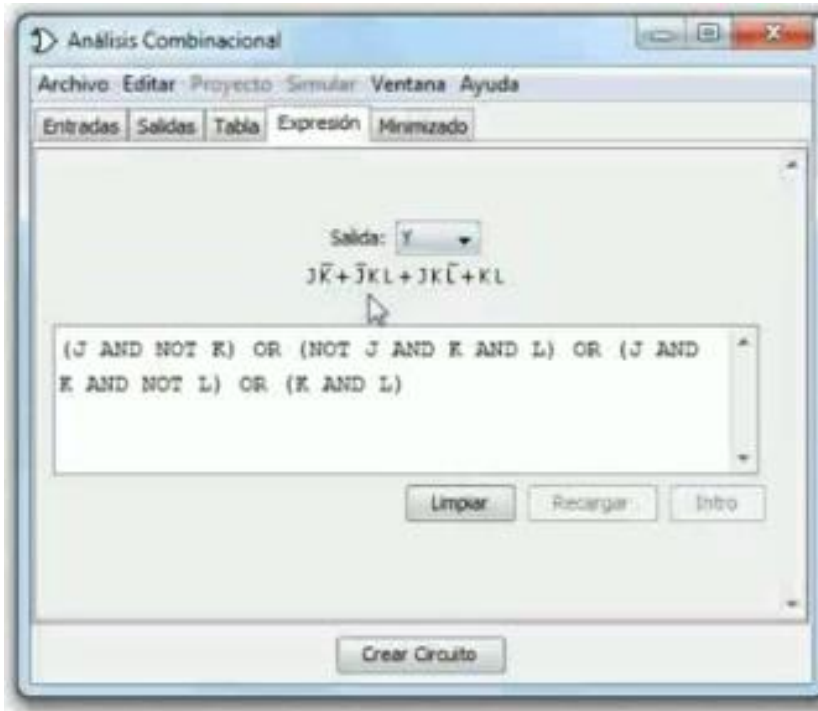 Análisis Combinacional
Archivo Editar Proyecto Simular Ventana Ayuda
Entradas Salidas Tabla Expresión Minimizado
Salida: Y
JK̅+J̅KL+JKL̅+KL
(J AND NOT K) OR (NOT J AND K AND L) OR (J AND
K AND NOT L) OR (K AND L)
Limpiar Recargar Intro
Crear Circuito